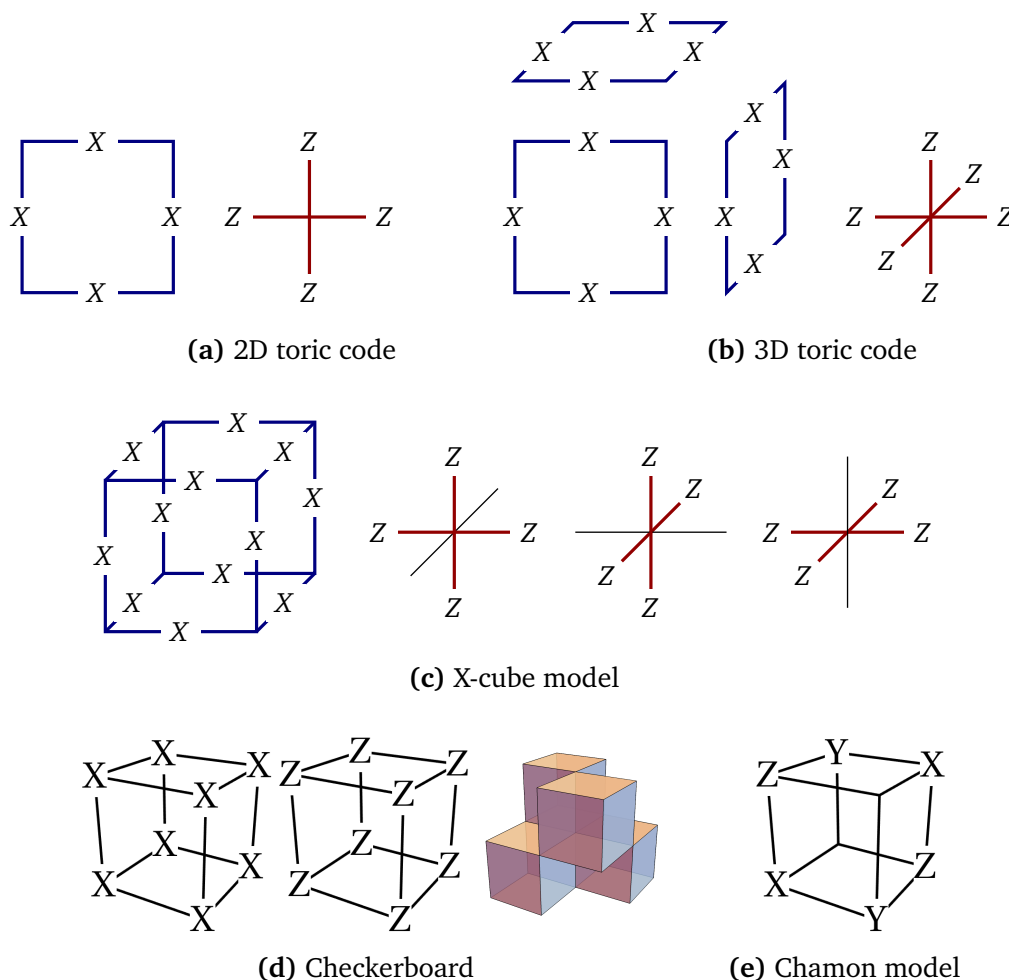 X
X X
X
Z
Z Z
Z
X
X X
X
X
X X
X
X
X
X
X
Z
Z
Z Z
Z
Z
(a) 2D toric code
(b) 3D toric code
X
X X
X
X X
X X
X
X X
X
Z
Z Z
Z
Z
Z
Z
Z
Z
Z Z
Z
(c) X-cube model
X
X X
X
X
X X
X
Z
Z Z
Z
Z
Z Z
Z
Y
Z X
Z
X
Y
(d) Checkerboard
(e) Chamon model